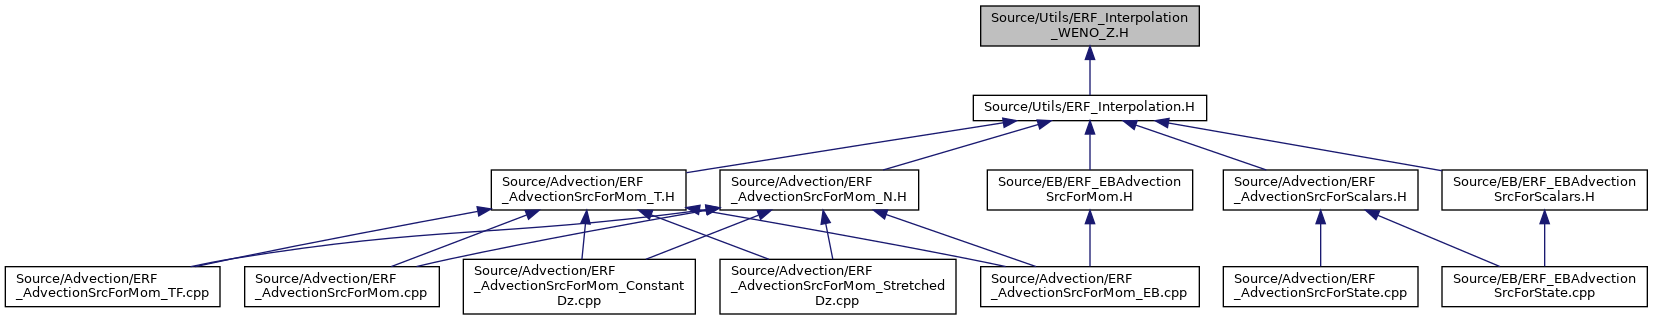 Source/Utils/ERF_Interpolation
_WENO_Z.H
Source/Utils/ERF_Interpolation.H
Source/Advection/ERF
_AdvectionSrcForMom_T.H
Source/Advection/ERF
_AdvectionSrcForMom_N.H
Source/EB/ERF_EBAdvection
SrcForMom.H
Source/Advection/ERF
_AdvectionSrcForScalars.H
Source/EB/ERF_EBAdvection
SrcForScalars.H
Source/Advection/ERF
_AdvectionSrcForMom_TF.cpp
Source/Advection/ERF
_AdvectionSrcForMom.cpp
Source/Advection/ERF
_AdvectionSrcForMom_Constant
Dz.cpp
Source/Advection/ERF
_AdvectionSrcForMom_Stretched
Dz.cpp
Source/Advection/ERF
_AdvectionSrcForMom_EB.cpp
Source/Advection/ERF
_AdvectionSrcForState.cpp
Source/EB/ERF_EBAdvection
SrcForState.cpp